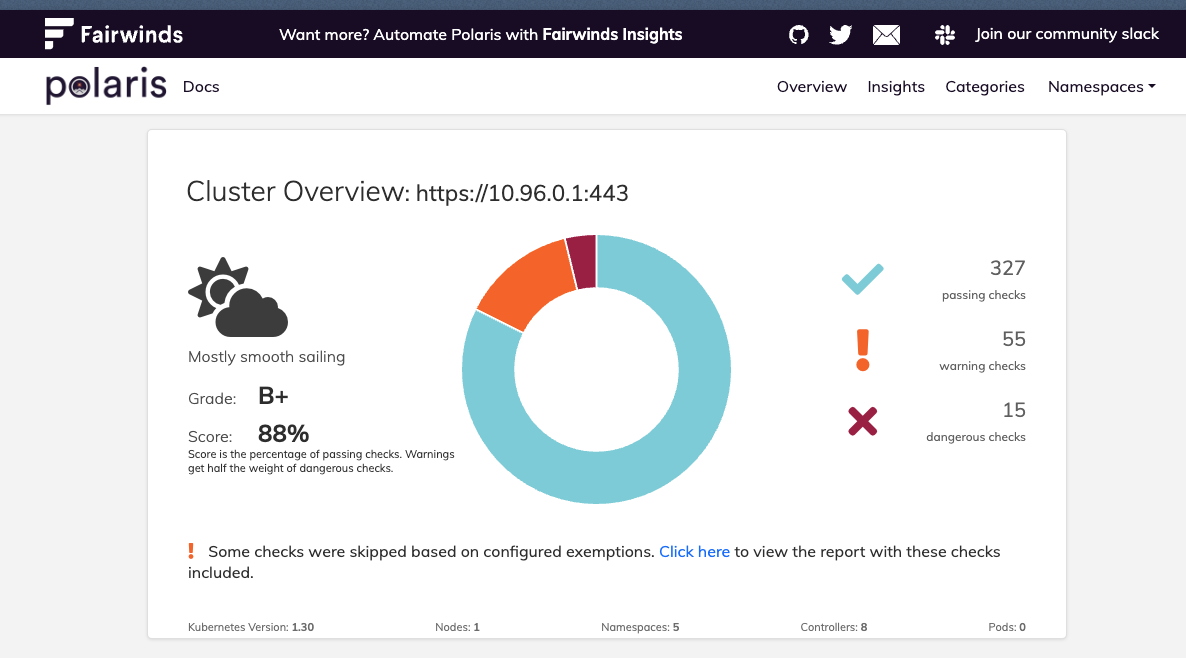 Fairwinds
Want more? Automate Polaris with Fairwinds Insights
Join our community slack
polaris
Docs
Overview
Insights
Categories
Namespaces
Cluster Overview: https://10.96.0.1:443
Mostly smooth sailing
Grade: B+
Score: 88%
Score is the percentage of passing checks. Warnings
get half the weight of dangerous checks.
327
passing checks
55
warning checks
15
dangerous checks
! Some checks were skipped based on configured exemptions. Click here to view the report with these checks
included.
Kubernetes Version: 1.30
Nodes: 1
Namespaces: 5
Controllers: 8
Pods: 0